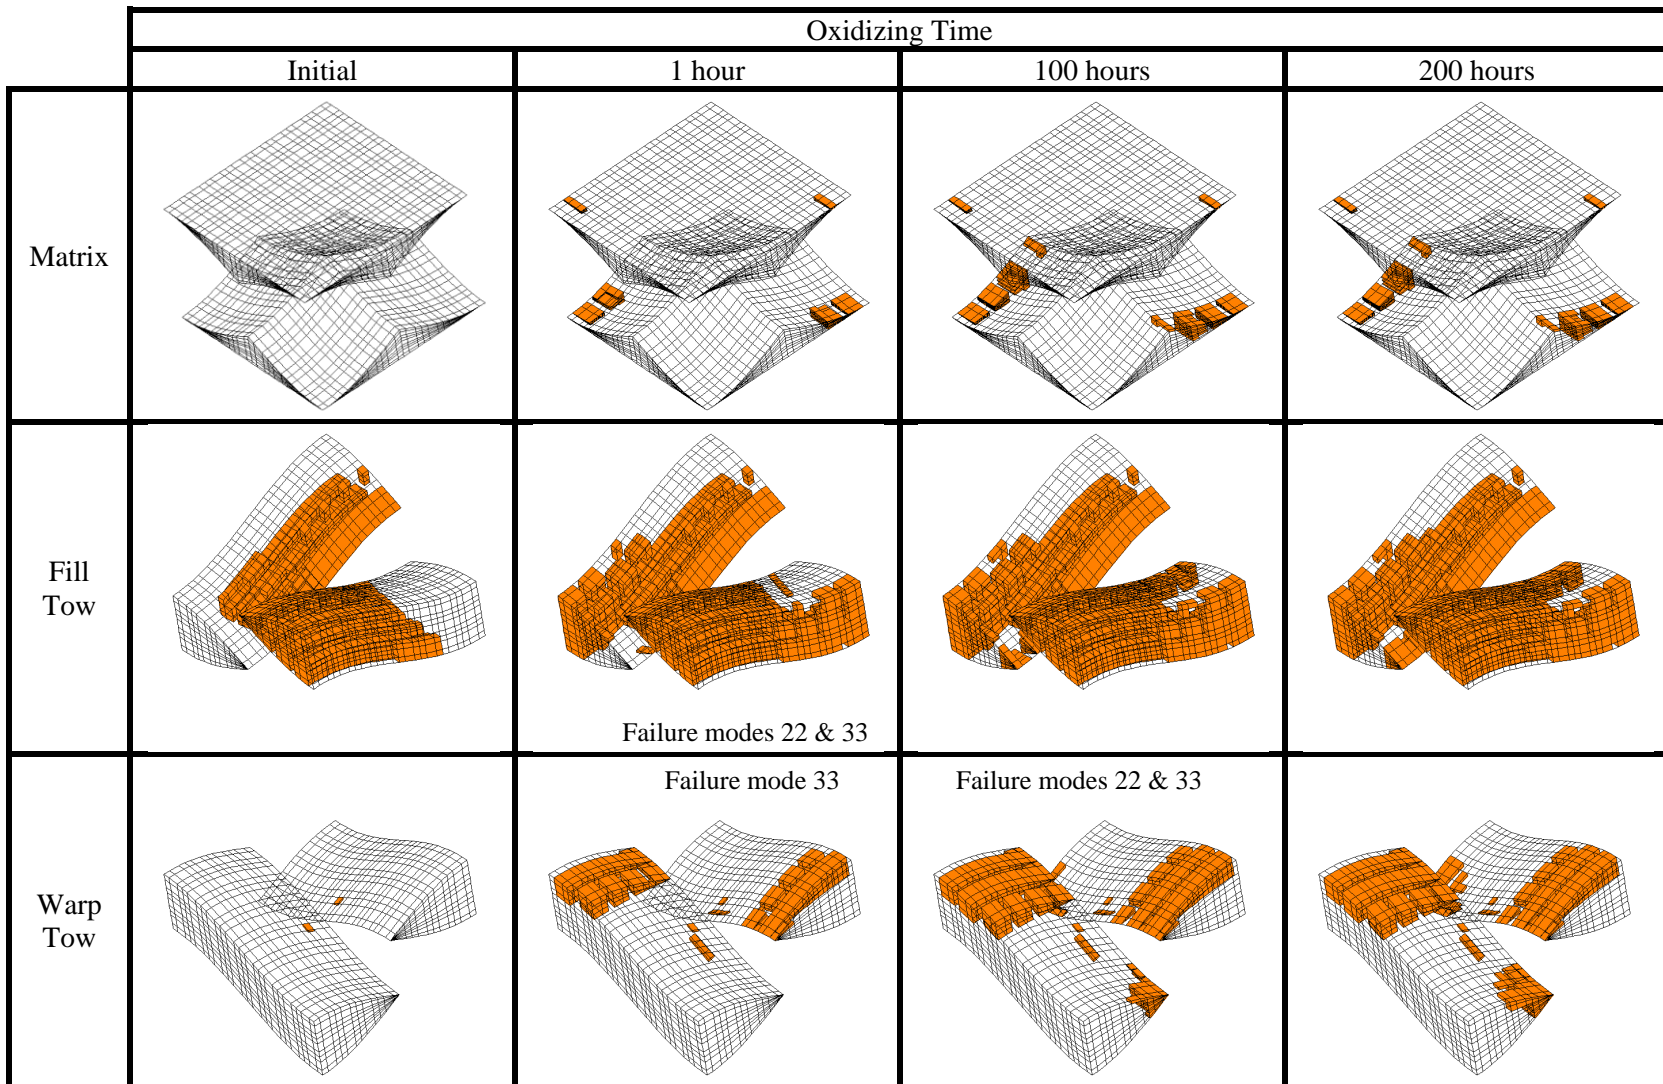 Oxidizing Time
Initial
1 hour
100 hours
200 hours
Matrix
Fill
Tow
Failure modes 22 & 33
Warp
Tow
Failure mode 33
Failure modes 22 & 33